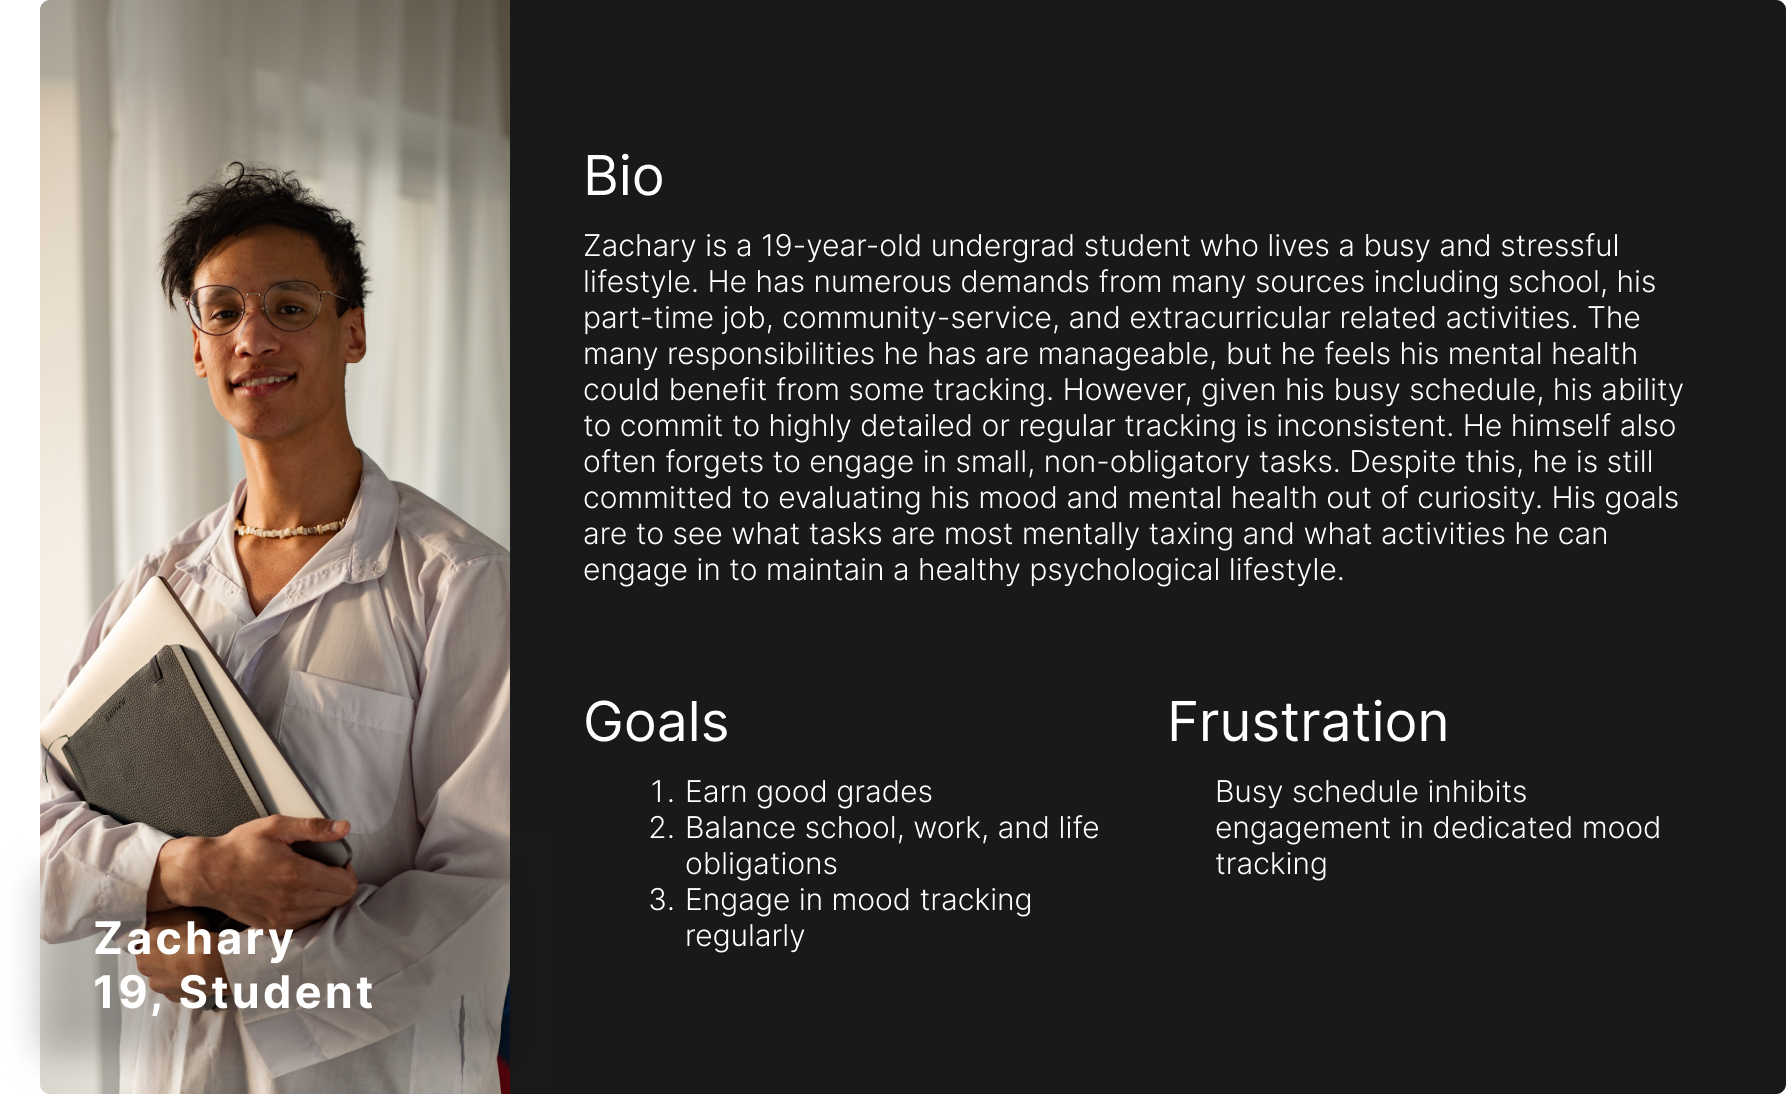 Bio
Zachary is a 19-year-old undergrad student who lives a busy and stressful
lifestyle. He has numerous demands from many sources including school, his
part-time job, community-service, and extracurricular related activities. The
many responsibilities he has are manageable, but he feels his mental health
could benefit from some tracking. However, given his busy schedule, his ability
to commit to highly detailed or regular tracking is inconsistent. He himself also
often forgets to engage in small, non-obligatory tasks. Despite this, he is still
committed to evaluating his mood and mental health out of curiosity. His goals
are to see what tasks are most mentally taxing and what activities he can
engage in to maintain a healthy psychological lifestyle.
Goals
1. Earn good grades
2. Balance school, work, and life
obligations
3. Engage in mood tracking
regularly
Frustration
Busy schedule inhibits
engagement in dedicated mood
tracking
Zachary
19, Student